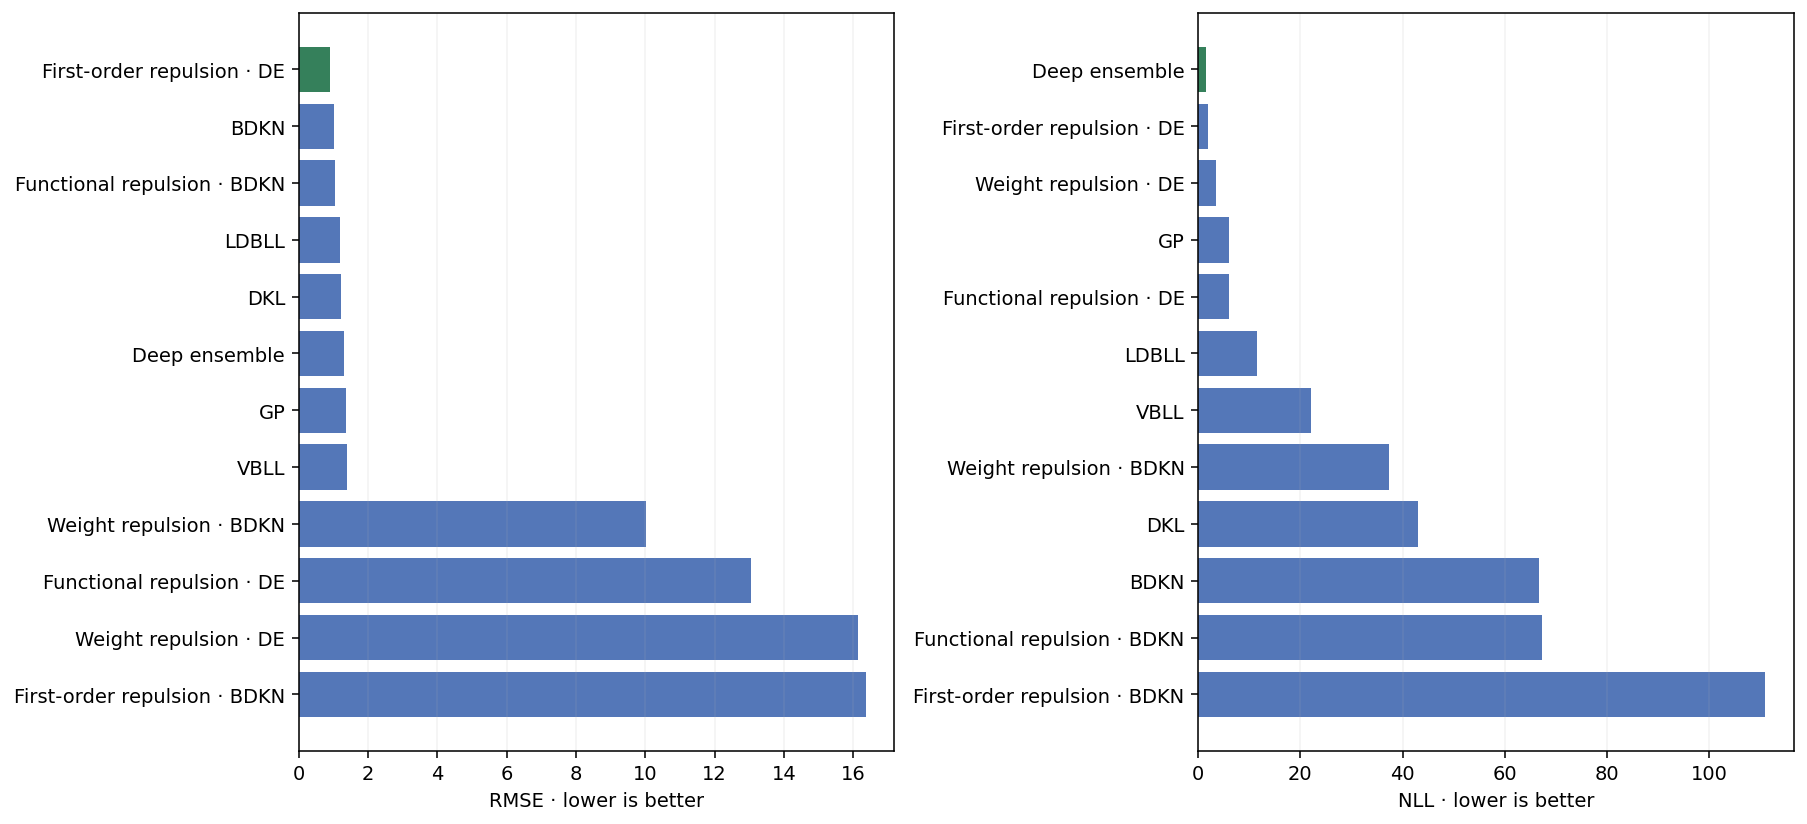 First-order repulsion · DE
BDKN
Functional repulsion · BDKN
LDBLL
DKL
Deep ensemble
GP
VBLL
Weight repulsion · BDKN
Functional repulsion · DE
Weight repulsion · DE
First-order repulsion · BDKN
0 2 4 6 8 10 12 14 16
RMSE · lower is better
Deep ensemble
First-order repulsion · DE
Weight repulsion · DE
GP
Functional repulsion · DE
LDBLL
VBLL
Weight repulsion · BDKN
DKL
BDKN
Functional repulsion · BDKN
First-order repulsion · BDKN
0 20 40 60 80 100
NLL · lower is better